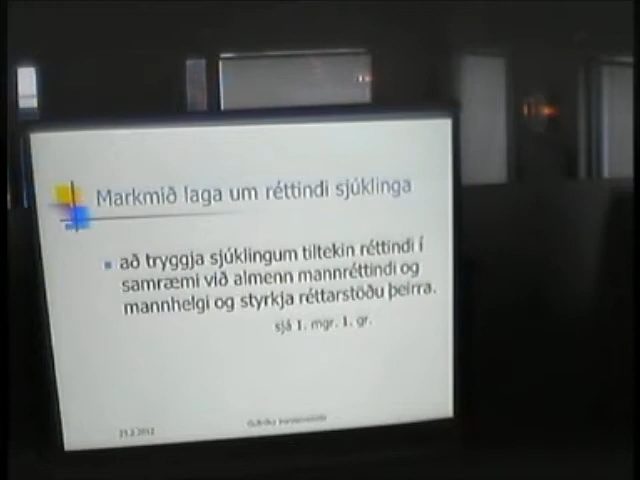 Markmið laga um réttindi sjúklinga
að tryggja sjúklingum tiltekin réttindi í
samræmi við almenn mannréttindi og
mannhelgi og styrkja réttarstöðu þeirra.
sjá 1. mgr. 1. gr.